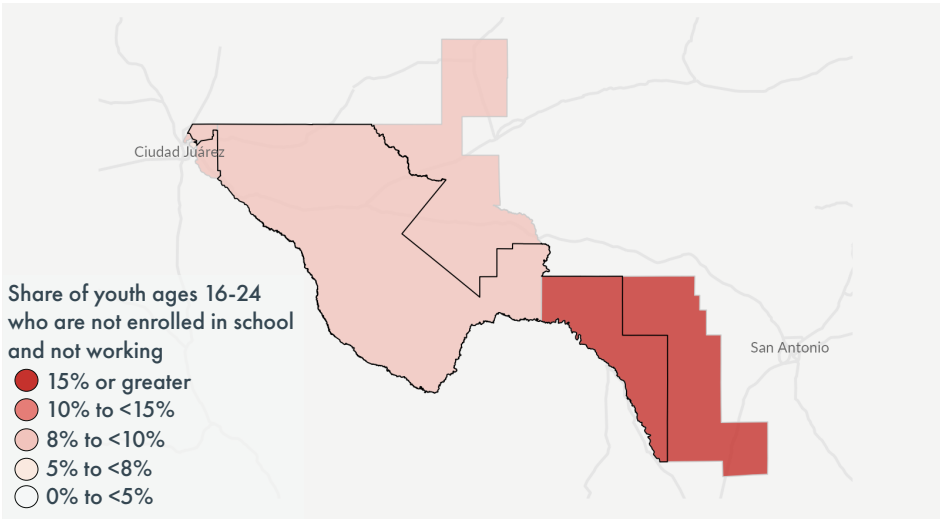 Ciudad Juárez
San Antonio
Share of youth ages 16-24
who are not enrolled in school
and not working
15% or greater
10% to <15%
8% to <10%
5% to <8%
0% to <5%